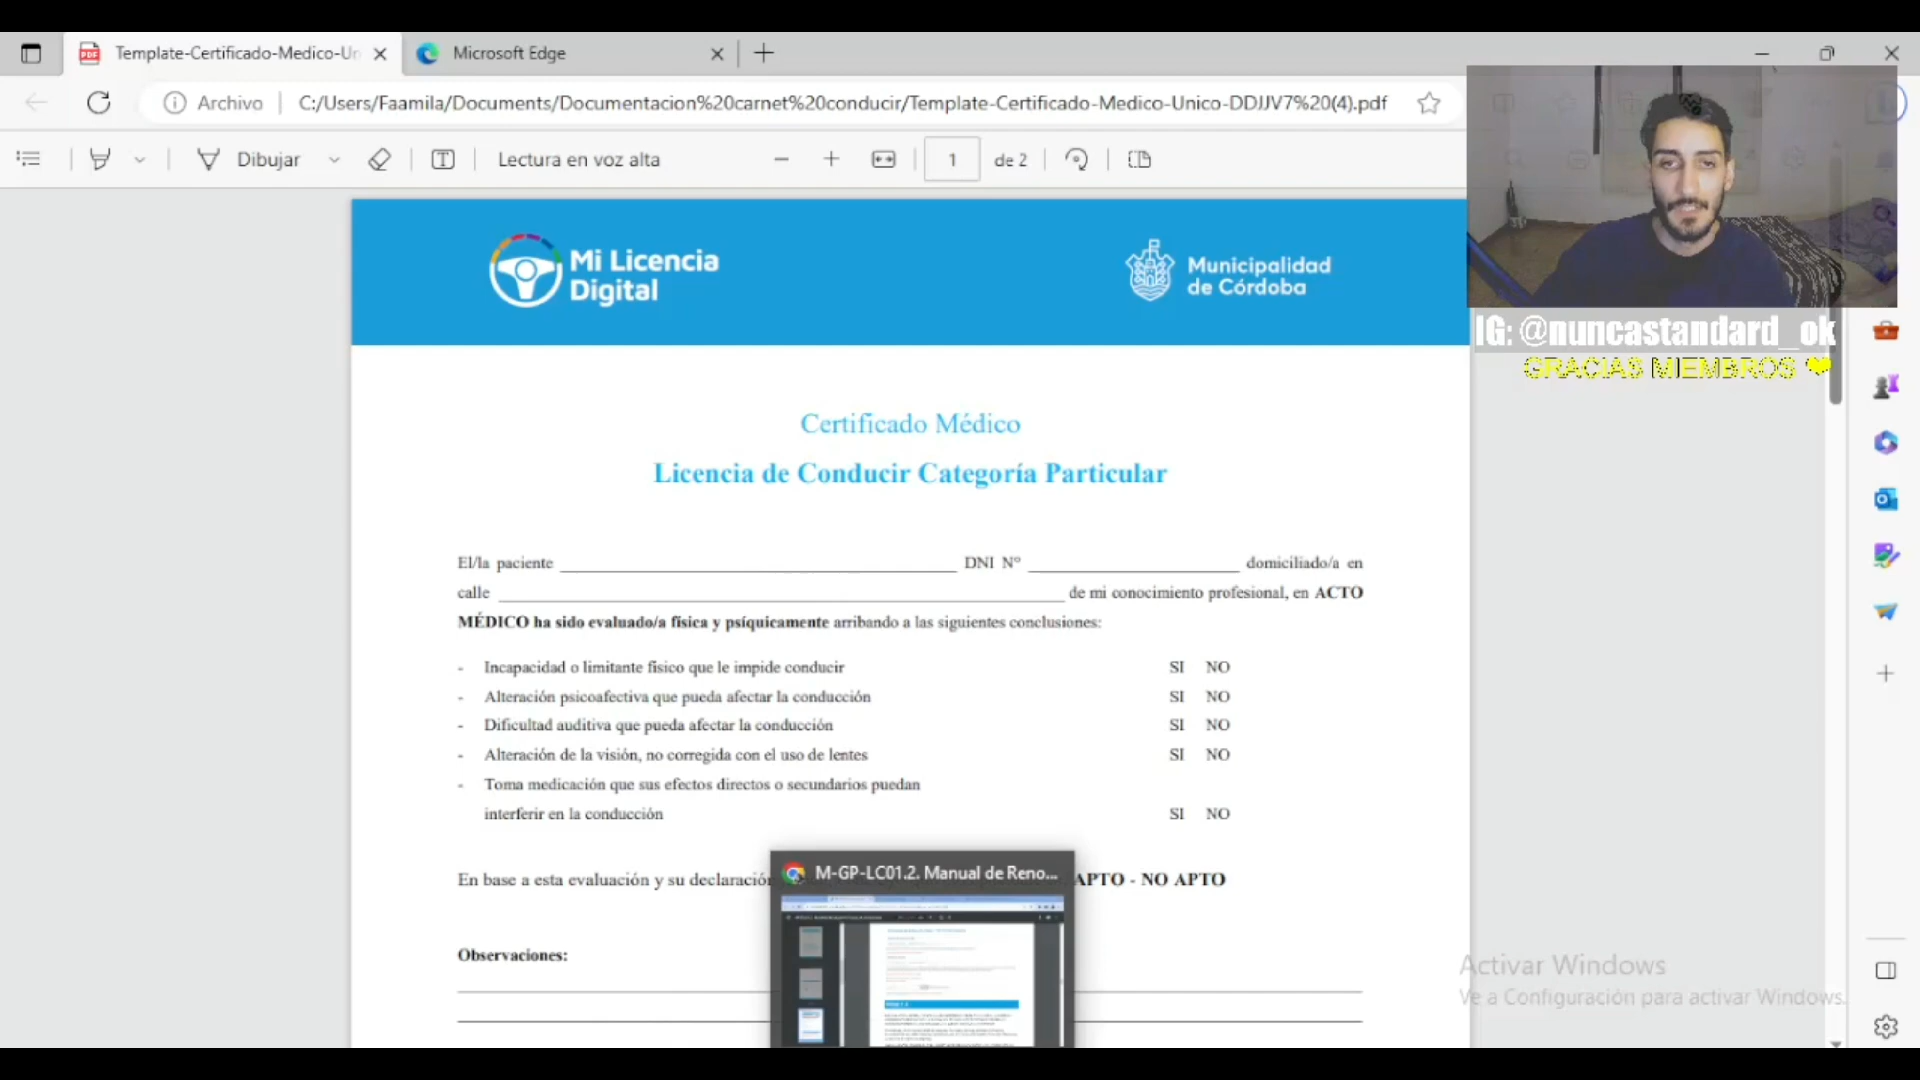 Template-Certificado-Medico-Un
Microsoft Edge
Archivo
C:/Users/Faamila/Documents/Documentacion%20carnet%20conducir/Template-Certificado-Medico-Unico-DDJJV7%20(4).pdf
Dibujar
Lectura en voz alta
1 de 2
Mi Licencia
Digital
Municipalidad
de Córdoba
IG: @nuncastandard_ok
GRACIAS MIEMBROS
Certificado Médico
Licencia de Conducir Categoría Particular
El/la paciente DNI N° domiciliado/a en
calle de mi conocimiento profesional, en ACTO
MÉDICO ha sido evaluado/a física y psíquicamente arribando a las siguientes conclusiones:
- Incapacidad o limitante físico que le impide conducir SI NO
- Alteración psicoafectiva que pueda afectar la conducción SI NO
- Dificultad auditiva que pueda afectar la conducción SI NO
- Alteración de la visión, no corregida con el uso de lentes SI NO
- Toma medicación que sus efectos directos o secundarios puedan
interferir en la conducción SI NO
M-GP-LC01.2. Manual de Reno...
En base a esta evaluación y su declaración APTO - NO APTO
Observaciones:
Activar Windows
Ve a Configuración para activar Windows.